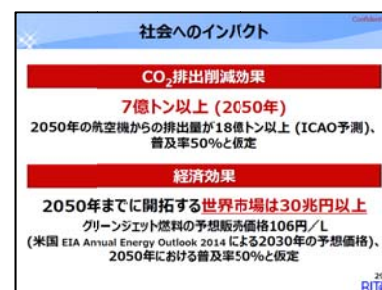 Confidential
社会へのインパクト
CO₂排出削減効果
7億トン以上 (2050年)
2050年の航空機からの排出量が18億トン以上 (ICAO予測)、
普及率50%と仮定
経済効果
2050年までに開拓する世界市場は30兆円以上
グリーンジェット燃料の予想販売価格106円／L
(米国 EIA Annual Energy Outlook 2014 による2030年の予想価格)、
2050年における普及率50%と仮定
RITE